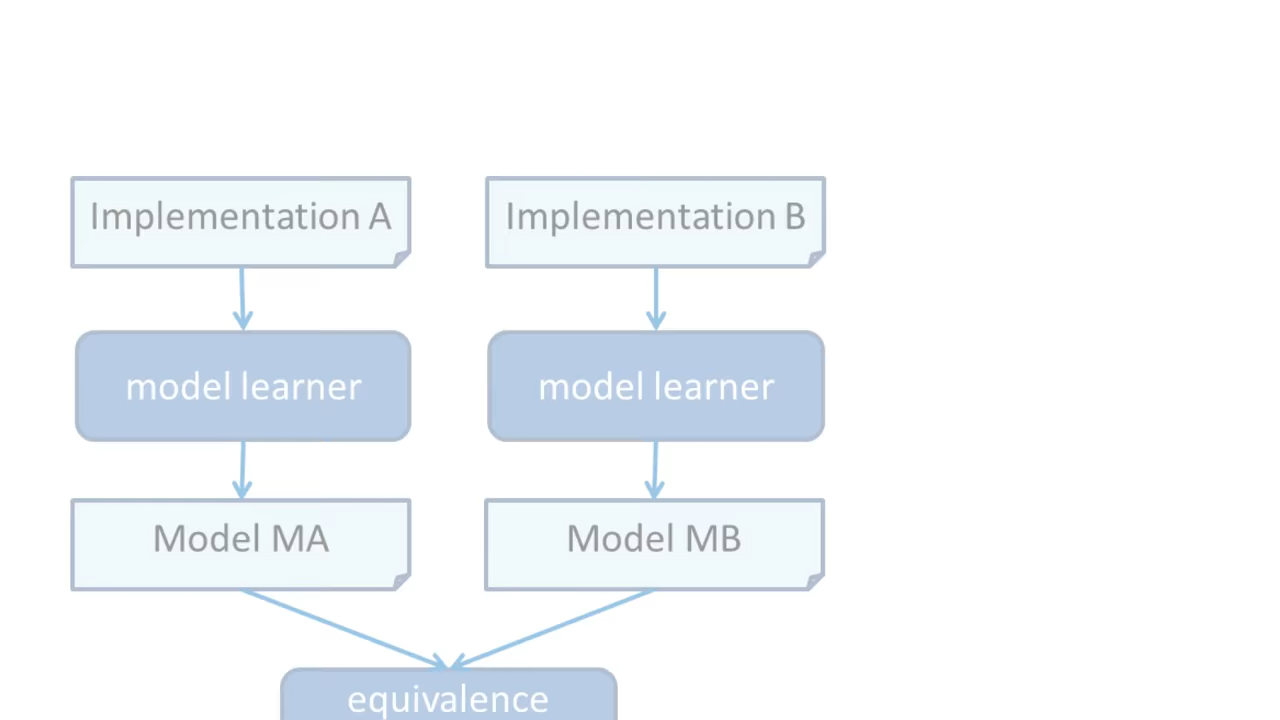 Implementation A
Implementation B
model learner
model learner
Model MA
Model MB
equivalence